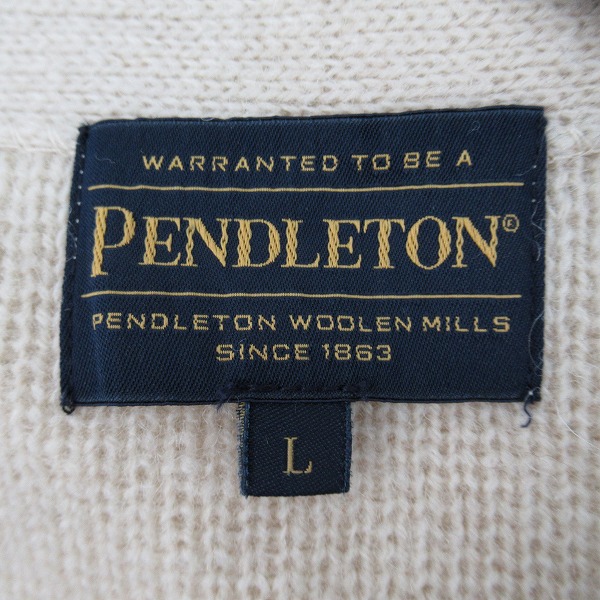 WARRANTED TO BE A
PENDLETON®
PENDLETON WOOLEN MILLS
SINCE 1863
L